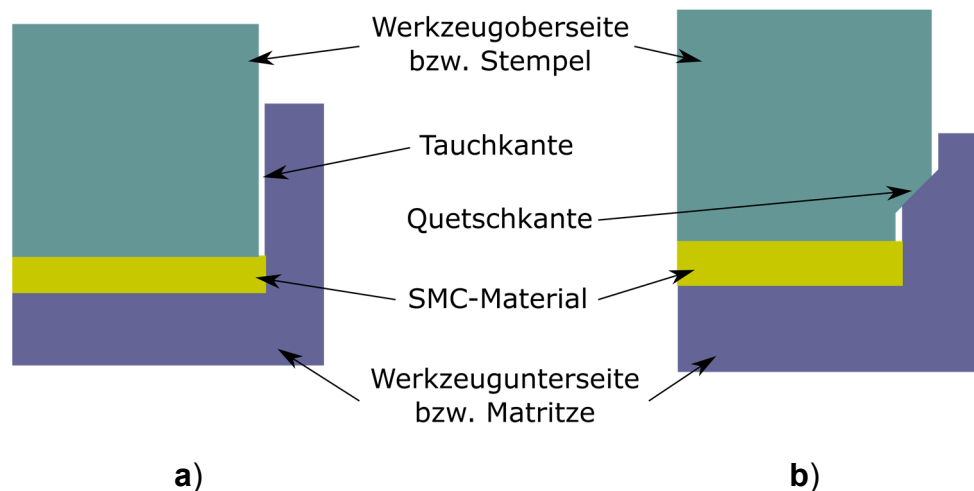 Werkzeugoberseite
bzw. Stempel
Tauchkante
Quetschkante
SMC-Material
Werkzeugunterseite
bzw. Matritze
a)
b)